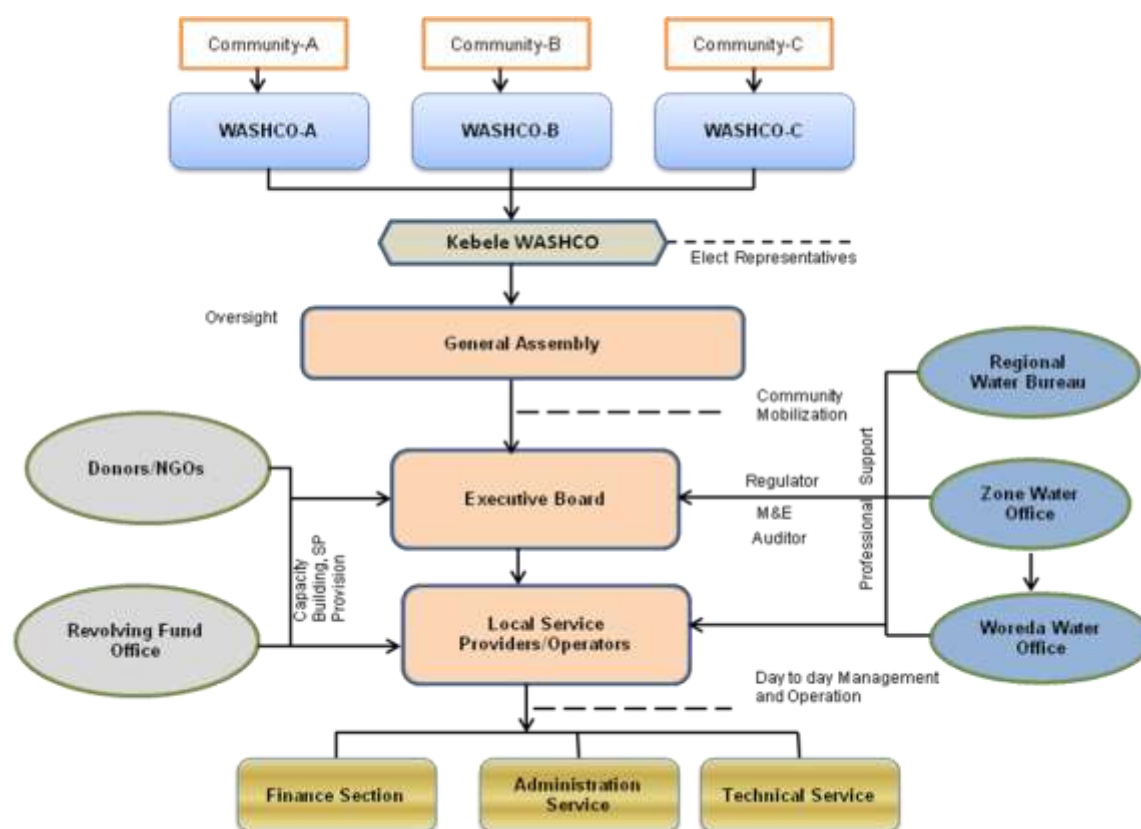 Community-A
Community-B
Community-C
WASHCO-A
WASHCO-B
WASHCO-C
Kebele WASHCO
Elect Representatives
Oversight
General Assembly
Regional
Water Bureau
Community
Mobilization
Donors/NGOs
Executive Board
Regulator
M&E
Auditor
Professional Support
Zone Water
Office
Capacity
Building, SP
Provision
Revolving Fund
Office
Local Service
Providers/Operators
Woreda Water
Office
Day to day Management
and Operation
Finance Section
Administration
Service
Technical Service